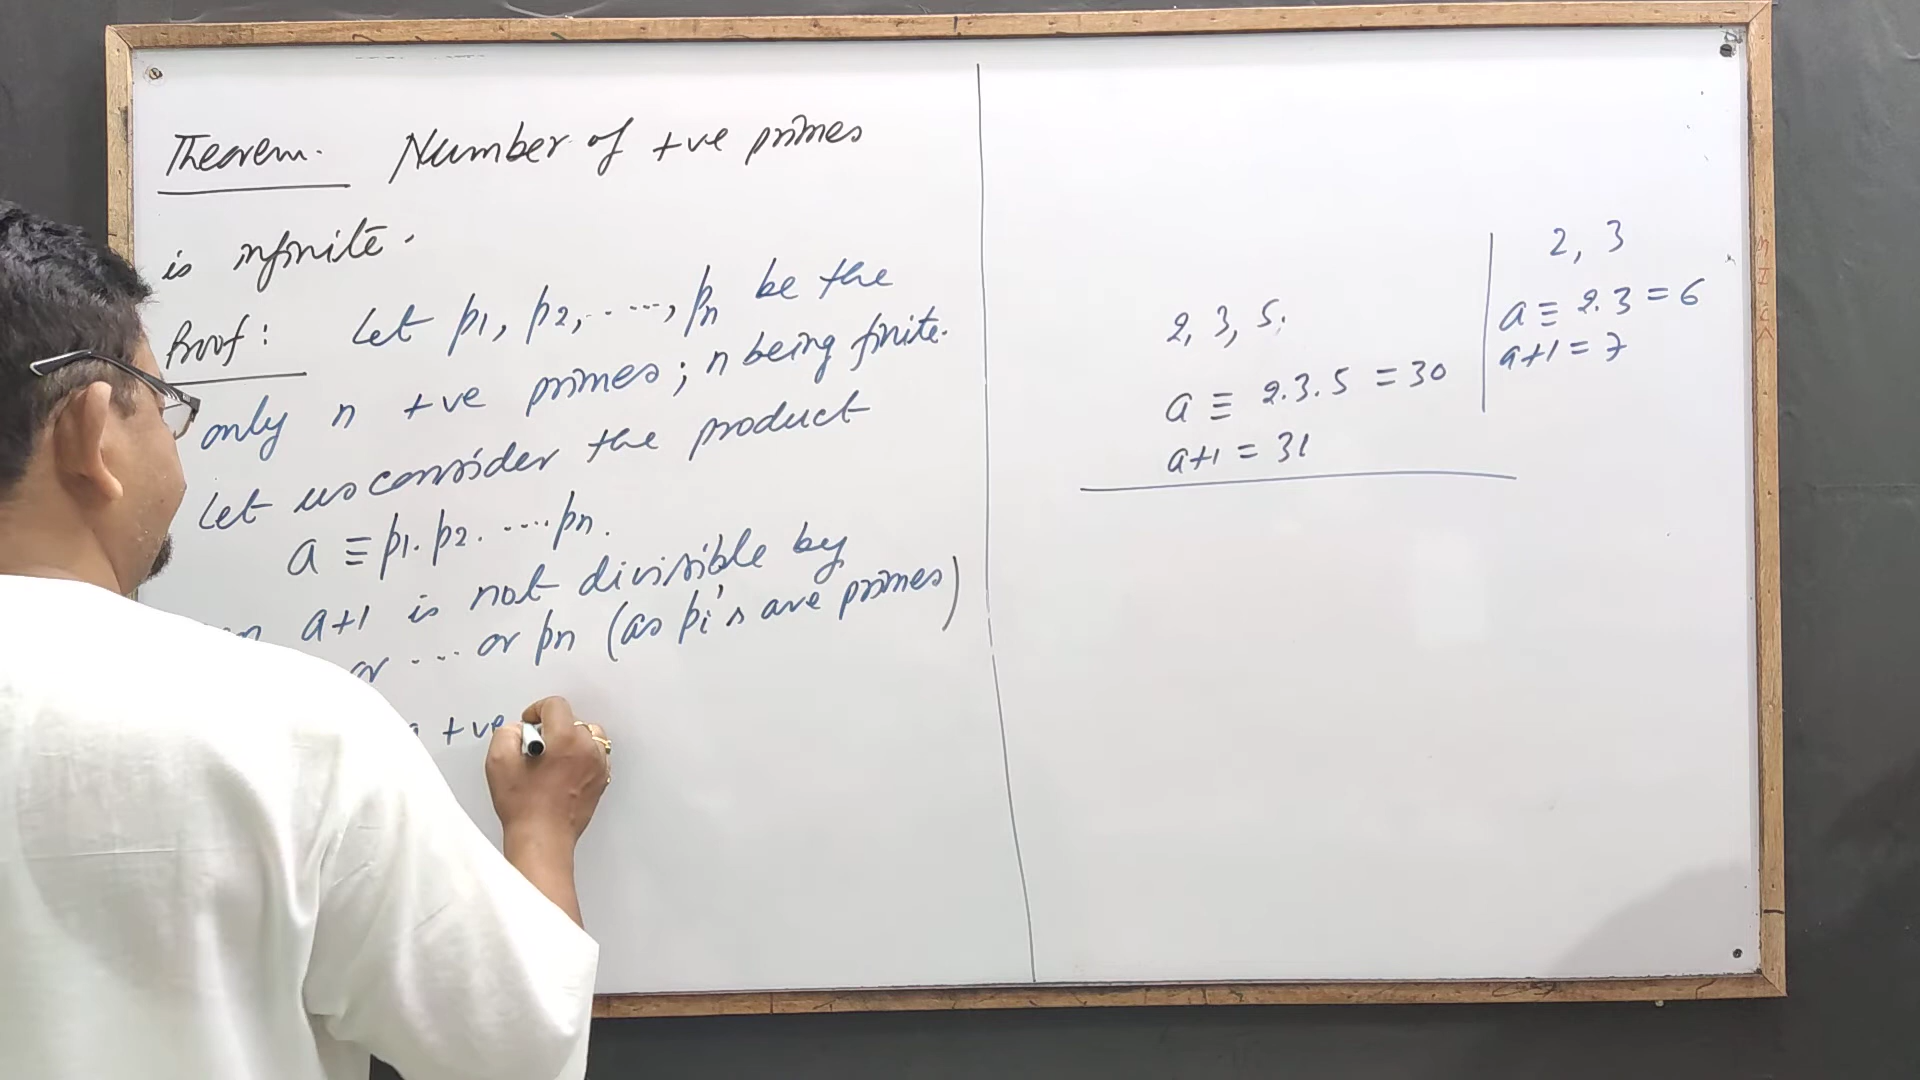 Theorem. Number of +ve primes
is infinite.
Proof: Let p1, p2, ...., pn be the
only n +ve primes; n being finite.
Let us consider the product
a ≡ p1. p2. .... pn.
a+1 is not divisible by
or ... or pn (as pi's are primes)
+ve
2, 3, 5.
a ≡ 2.3.5 = 30
a+1 = 31
2, 3
a ≡ 2.3 = 6
a+1 = 7